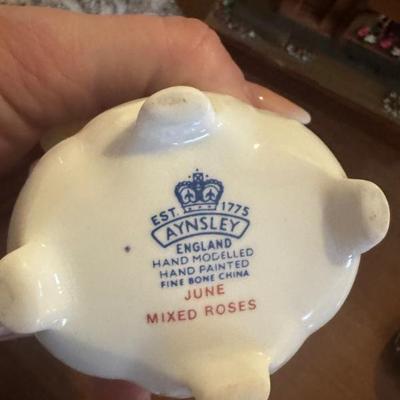 EST. 1775
AYNSLEY
ENGLAND
HAND MODELLED
HAND PAINTED
FINE BONE CHINA
JUNE
MIXED ROSES